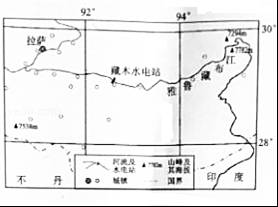 92°
94°
30°
拉萨
7294m
7782m
江
藏木水电站
布
藏
雅鲁
7538m
28°
河流及
水电站
山峰及
其海拔
7782m
城镇
国界
不丹
印度